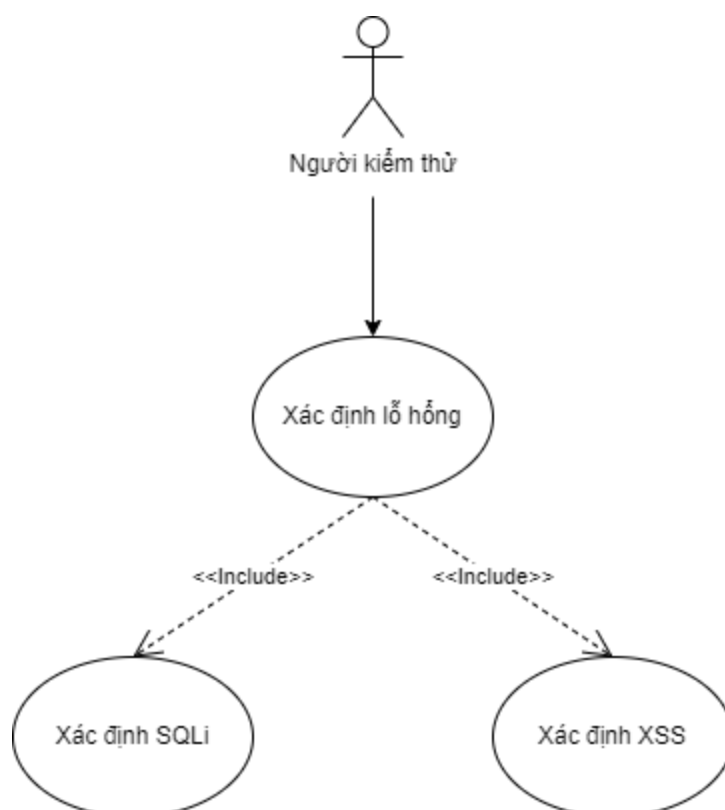 Người kiểm thử
Xác định lỗ hổng
<<Include>>
<<Include>>
Xác định SQLi
Xác định XSS